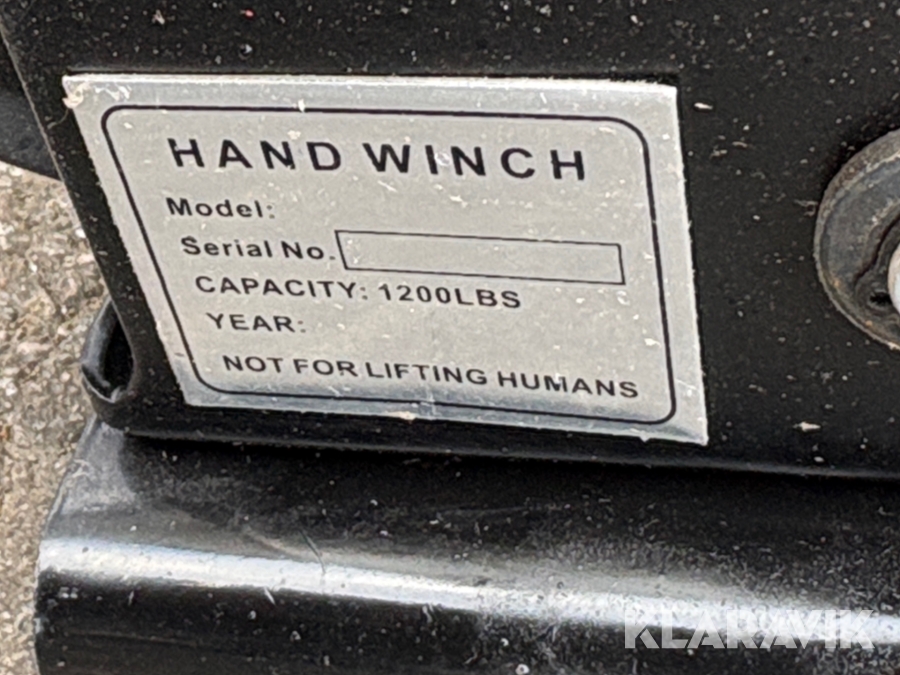 HAND WINCH
Model:
Serial No.
CAPACITY: 1200LBS
YEAR:
NOT FOR LIFTING HUMANS
KLARAVIK